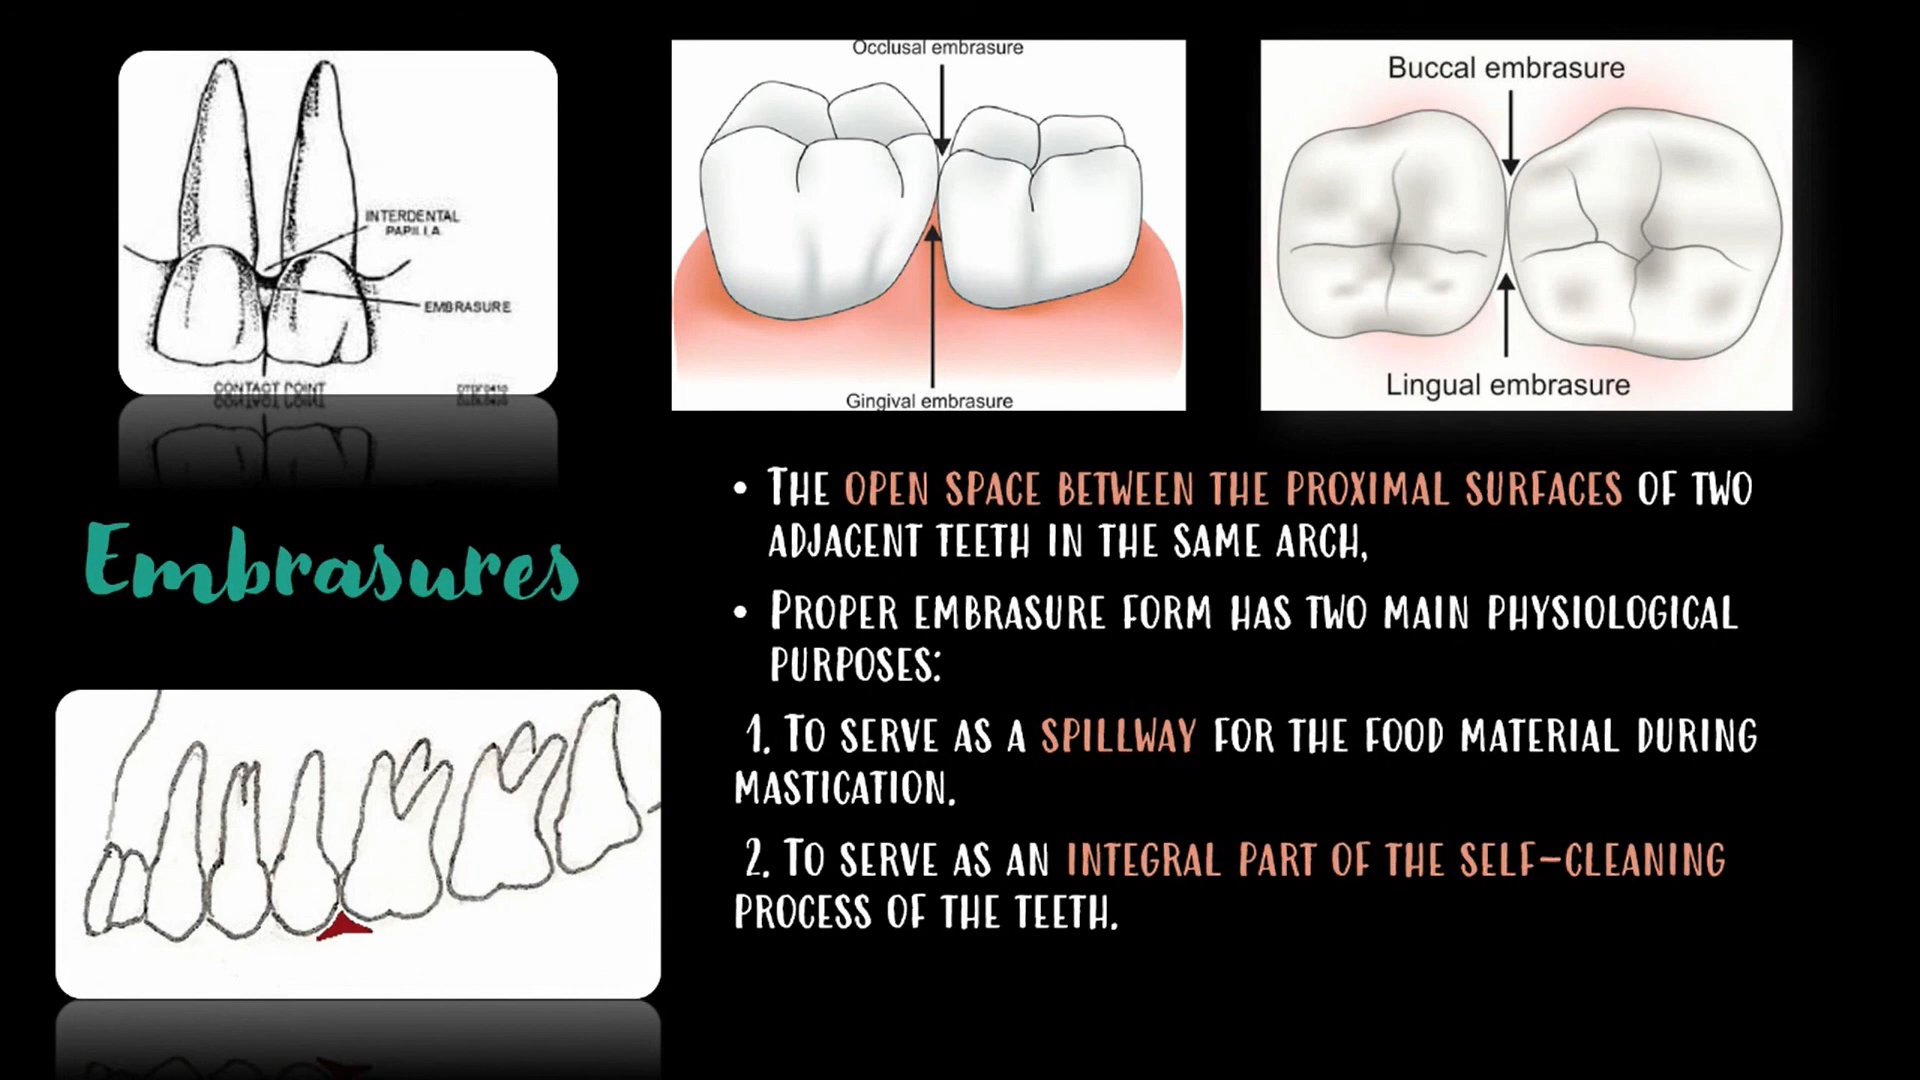 INTERDENTAL
PAPILLA
EMBRASURE
CONTACT POINT
Occlusal embrasure
Gingival embrasure
Buccal embrasure
Lingual embrasure
Embrasures
• The open space between the proximal surfaces of two
adjacent teeth in the same arch,
• Proper embrasure form has two main physiological
purposes:
1. To serve as a spillway for the food material during
mastication.
2. To serve as an integral part of the self-cleaning
process of the teeth.